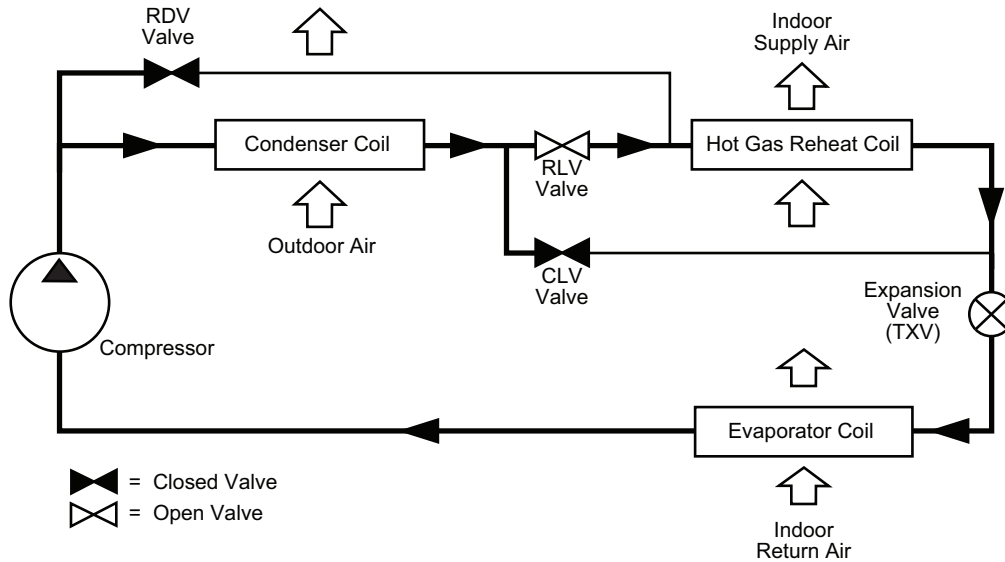 RDV
Valve
Indoor
Supply Air
Condenser Coil
RLV
Valve
Hot Gas Reheat Coil
Outdoor Air
CLV
Valve
Expansion
Valve
(TXV)
Compressor
Evaporator Coil
= Closed Valve
= Open Valve
Indoor
Return Air